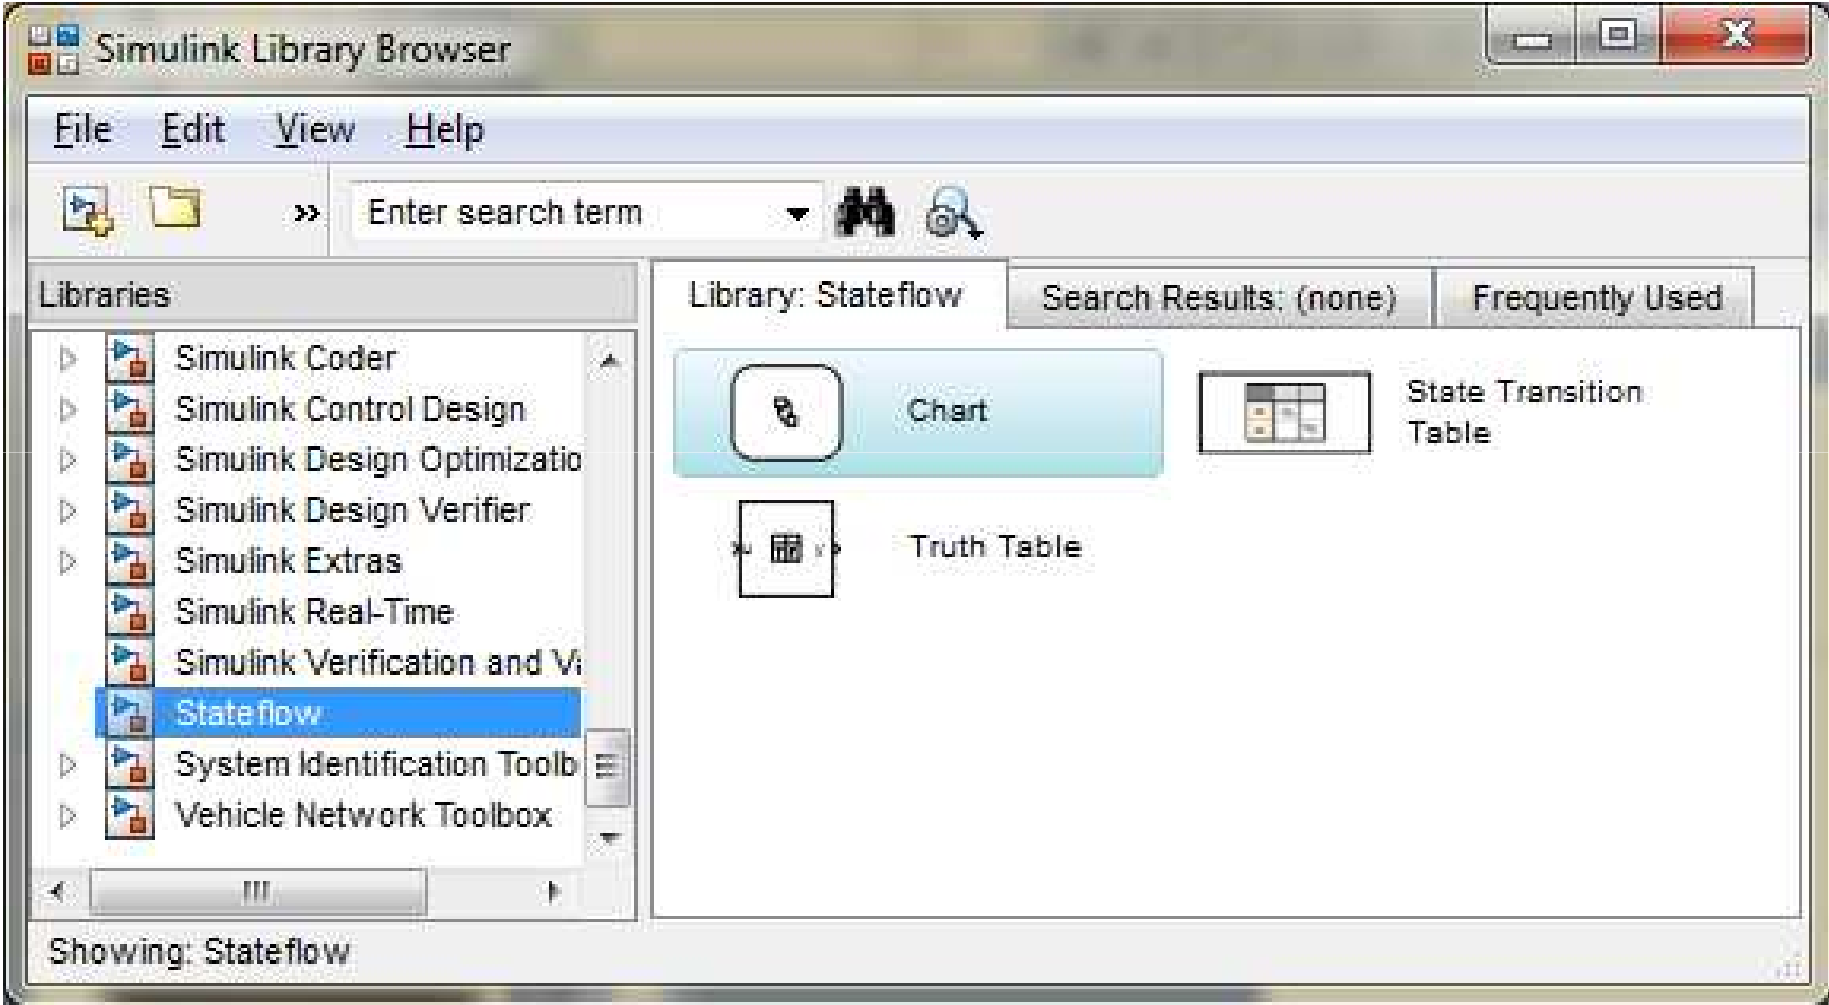 Simulink Library Browser
File Edit View Help
» Enter search term
Libraries
Simulink Coder
Simulink Control Design
Simulink Design Optimizatio
Simulink Design Verifier
Simulink Extras
Simulink Real-Time
Simulink Verification and Va
Stateflow
System Identification Toolb
Vehicle Network Toolbox
Library: Stateflow
Search Results: (none)
Frequently Used
Chart
State Transition
Table
Truth Table
Showing: Stateflow